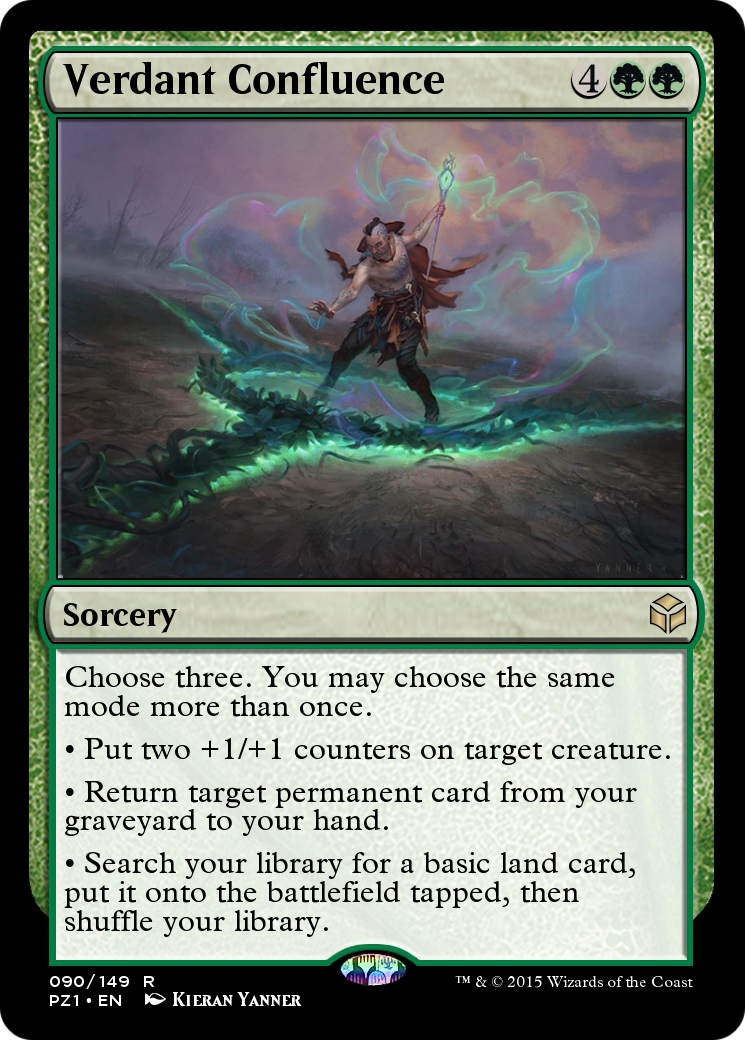 Verdant Confluence 4
YANNER
Sorcery
Choose three. You may choose the same
mode more than once.
• Put two +1/+1 counters on target creature.
• Return target permanent card from your
graveyard to your hand.
• Search your library for a basic land card,
put it onto the battlefield tapped, then
shuffle your library.
090/149 R
PZ1 • EN KIERAN YANNER
™ & © 2015 Wizards of the Coast